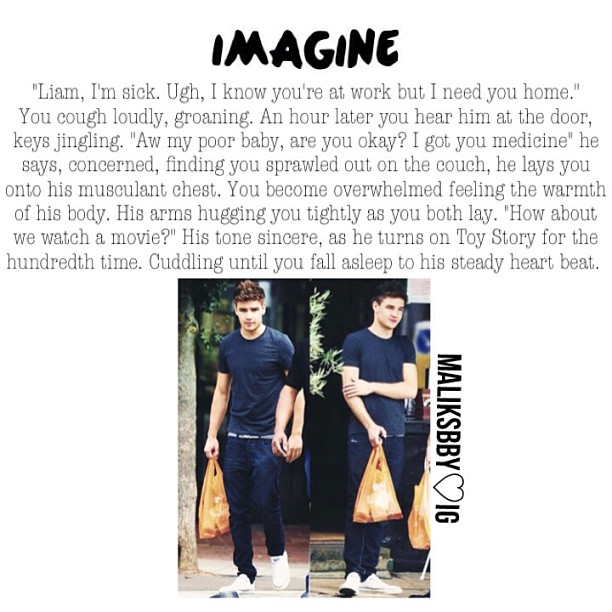 IMAGINE
"Liam, I'm sick. Ugh, I know you're at work but I need you home."
You cough loudly, groaning. An hour later you hear him at the door,
keys jingling. "Aw my poor baby, are you okay? I got you medicine" he
says, concerned, finding you sprawled out on the couch, he lays you
onto his musculant chest. You become overwhelmed feeling the warmth
of his body. His arms hugging you tightly as you both lay. "How about
we watch a movie?" His tone sincere, as he turns on Toy Story for the
hundredth time. Cuddling until you fall asleep to his steady heart beat.
MALIKSBBY♡IG